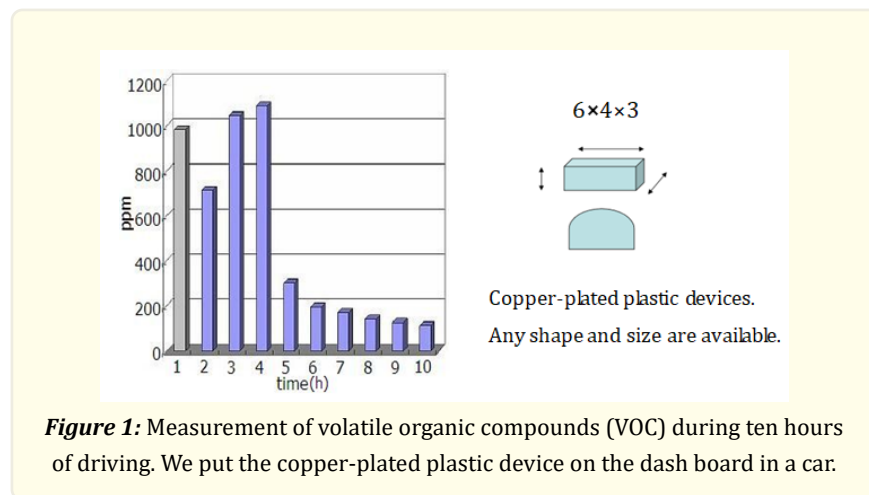 1200
1000
800
600
400
200
0
ppm
1 2 3 4 5 6 7 8 9 10
time(h)
6×4×3
Copper-plated plastic devices.
Any shape and size are available.
Figure 1: Measurement of volatile organic compounds (VOC) during ten hours
of driving. We put the copper-plated plastic device on the dash board in a car.